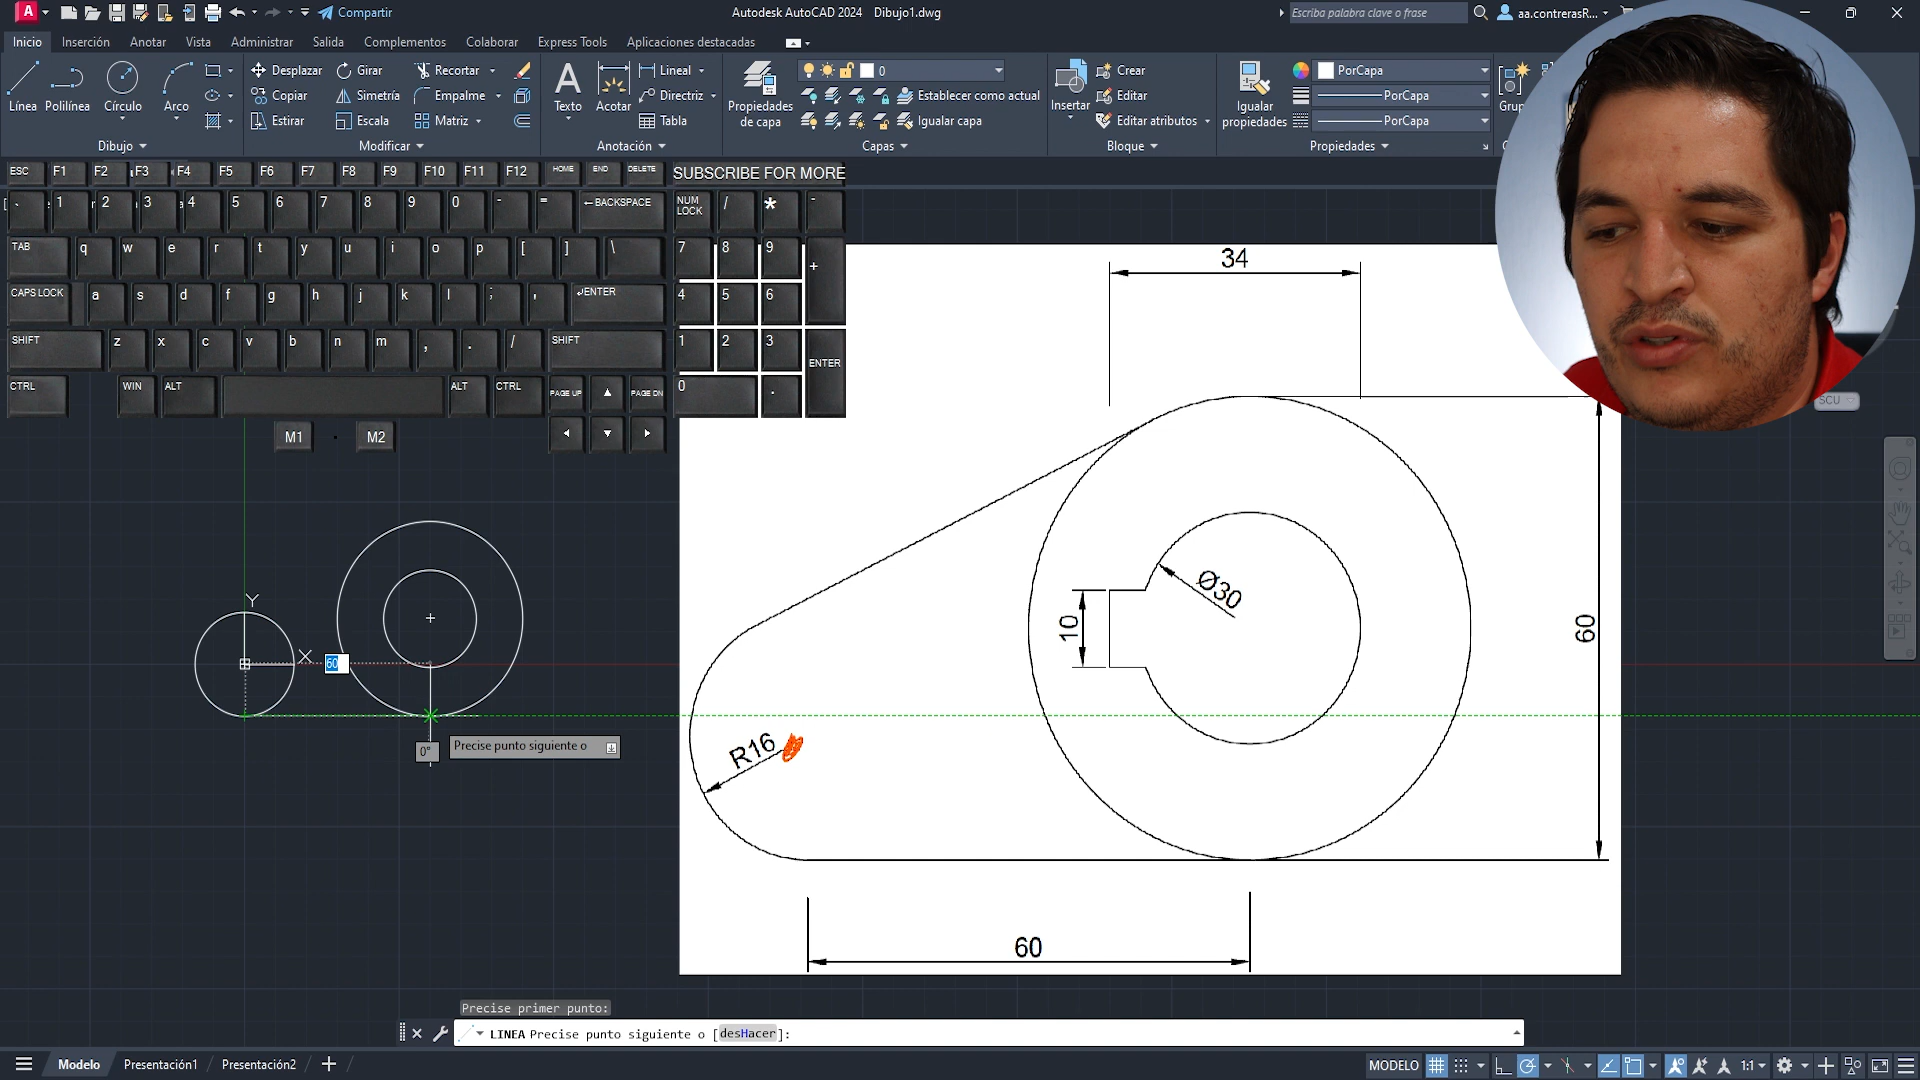 A
Compartir
Autodesk AutoCAD 2024 Dibujo1.dwg
Escriba palabra clave o frase
aa.contrerasR...
Inicio Inserción Anotar Vista Administrar Salida Complementos Colaborar Express Tools Aplicaciones destacadas
Línea Polilínea Círculo Arco
Desplazar Girar Recortar
Copiar Simetría Empalme
Estirar Escala Matriz
Texto Acotar
Lineal
Directriz
Tabla
Propiedades de capa
0
Establecer como actual
Igualar capa
Insertar
Crear
Editar
Editar atributos
Igualar propiedades
PorCapa
PorCapa
PorCapa
Dibujo Modificar Anotación Capas Bloque Propiedades
ESC F1 F2 F3 F4 F5 F6 F7 F8 F9 F10 F11 F12 HOME END DELETE SUBSCRIBE FOR MORE
` 1 2 3 4 5 6 7 8 9 0 - = ←BACKSPACE NUM LOCK / * -
TAB q w e r t y u i o p [ ] \ 7 8 9 +
CAPS LOCK a s d f g h j k l ; ' ↵ENTER 4 5 6
SHIFT z x c v b n m , . / SHIFT 1 2 3 ENTER
CTRL WIN ALT ALT CTRL PAGE UP ▲ PAGE DN 0 .
M1 M2 ◄ ▼ ►
34
SCU
Ø30
10
60
R16
60
Y
X
60
0°
Precise punto siguiente o
Precise primer punto:
LINEA Precise punto siguiente o [desHacer]:
Modelo Presentación1 Presentación2 +
MODELO 1:1